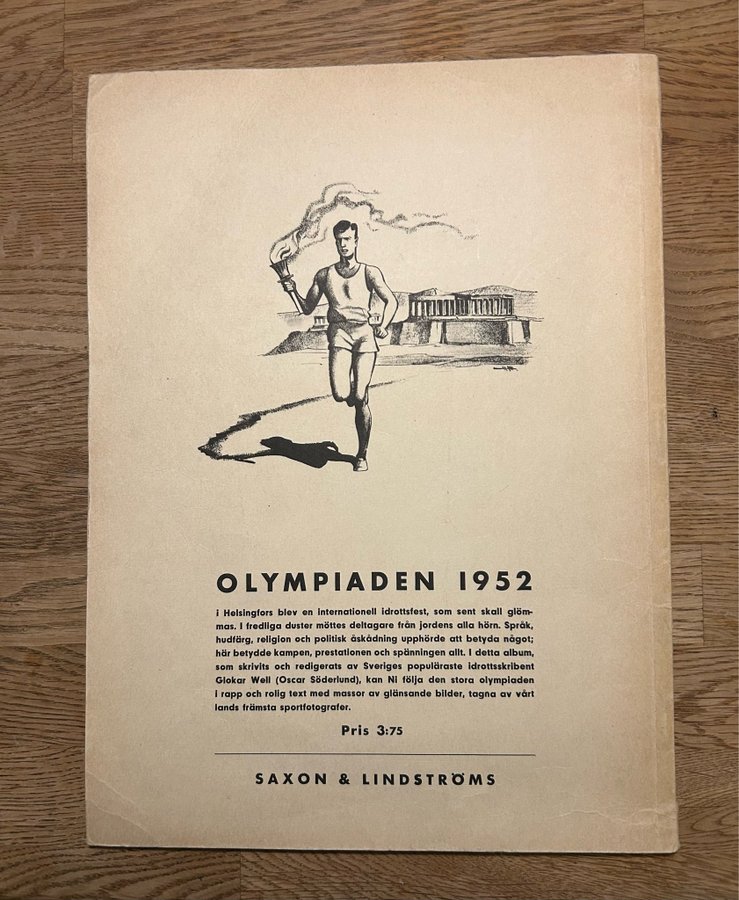 OLYMPIADEN 1952
i Helsingfors blev en internationell idrottsfest, som sent skall glöm-
mas. I fredliga duster möttes deltagare från jordens alla hörn. Språk,
hudfärg, religion och politisk åskådning upphörde att betyda något;
här betydde kampen, prestationen och spänningen allt. I detta album,
som skrivits och redigerats av Sveriges populäraste idrottsskribent
Glokar Well (Oscar Söderlund), kan Ni följa den stora olympiaden
i rapp och rolig text med massor av glänsande bilder, tagna av vårt
lands främsta sportfotografer.
Pris 3:75
SAXON & LINDSTRÖMS